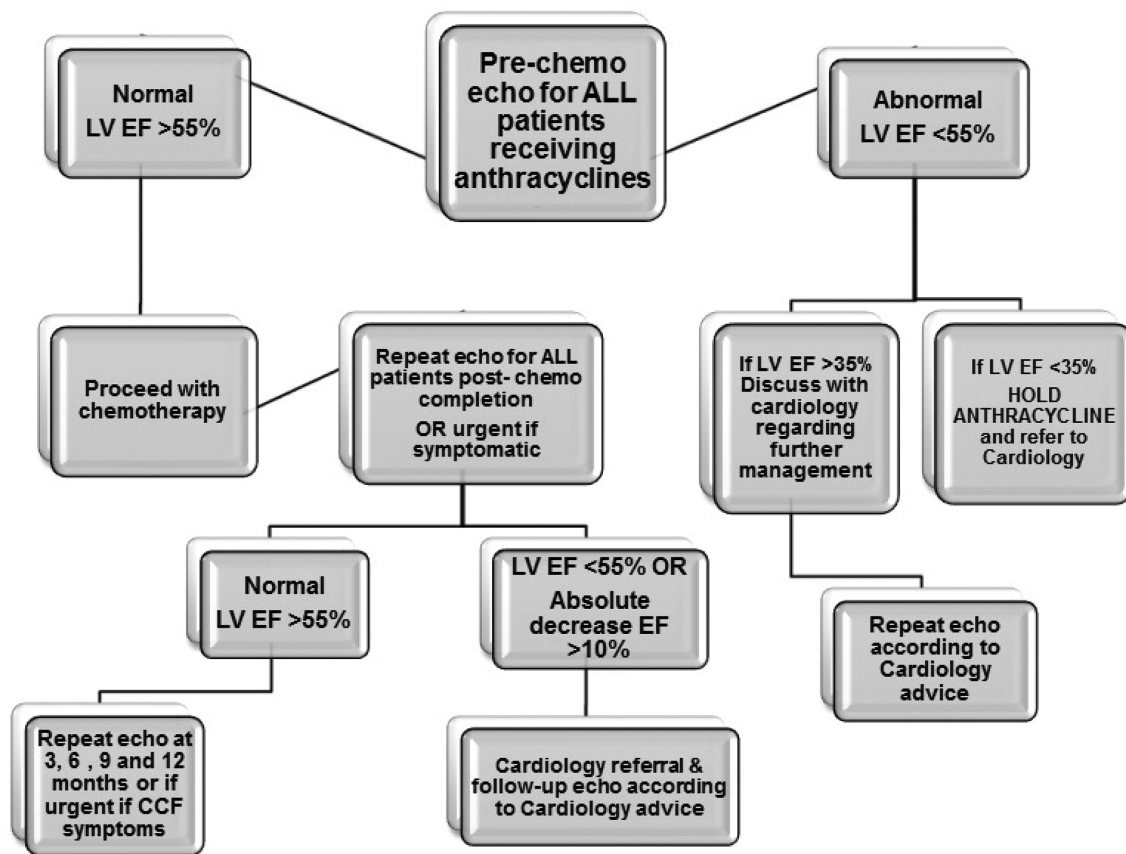 Pre-chemo
echo for ALL
patients
receiving
anthracyclines
Normal
LV EF >55%
Abnormal
LV EF <55%
Proceed with
chemotherapy
Repeat echo for ALL
patients post- chemo
completion
OR urgent if
symptomatic
If LV EF >35%
Discuss with
cardiology
regarding
further
management
If LV EF <35%
HOLD
ANTHRACYCLINE
and refer to
Cardiology
Normal
LV EF >55%
LV EF <55% OR
Absolute
decrease EF
>10%
Repeat echo
according to
Cardiology
advice
Repeat echo at
3, 6 , 9 and 12
months or if
urgent if CCF
symptoms
Cardiology referral &
follow-up echo according
to Cardiology advice